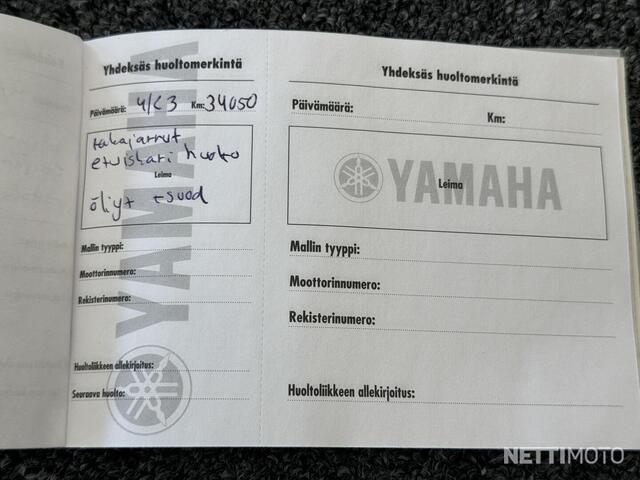 Yhdeksäs huoltomerkintä
Päivämäärä: 4/23 Km: 34050
takajarrut
etuiskari huolto
Leima
öljyt + suod
Mallin tyyppi:
Moottorinnumero:
Rekisterinumero:
Huoltoliikkeen allekirjoitus:
Seuraava huolto:
YAMAHA
Yhdeksäs huoltomerkintä
Päivämäärä: Km:
YAMAHA
Leima
Mallin tyyppi:
Moottorinnumero:
Rekisterinumero:
Huoltoliikkeen allekirjoitus:
NETTIMOTO